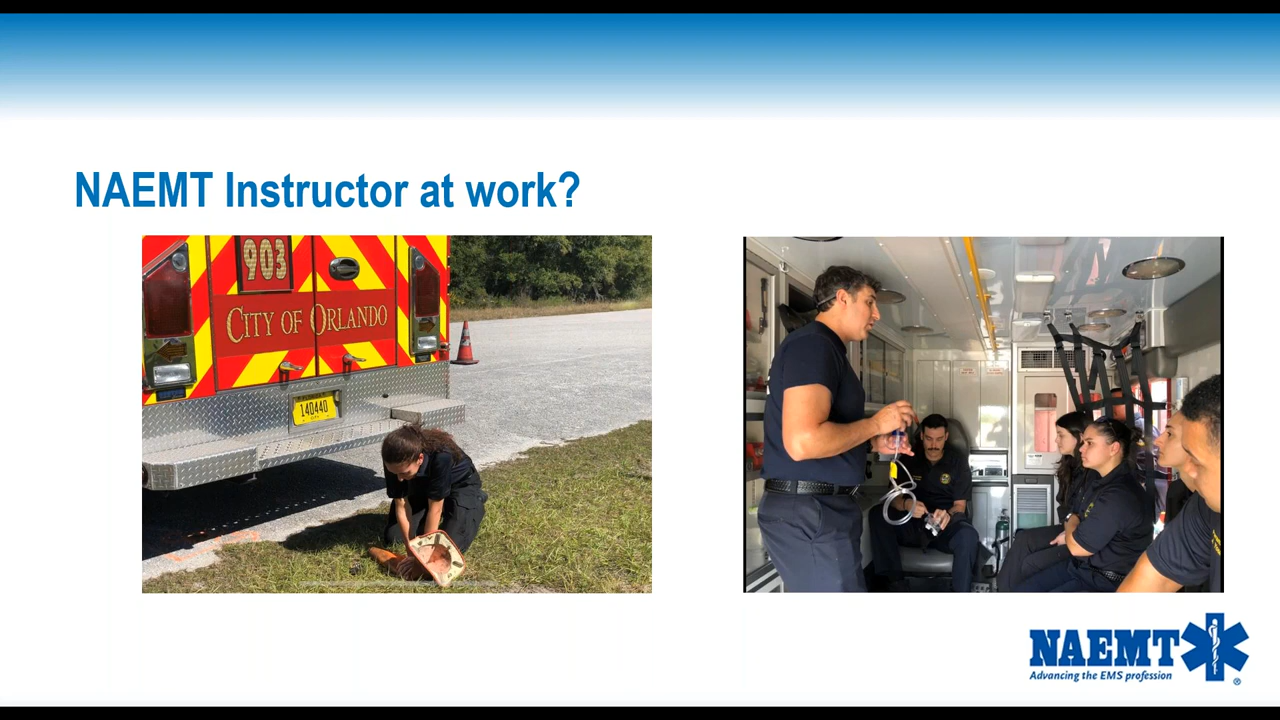 NAEMT Instructor at work?
903
CITY OF ORLANDO
140440
NAEMT
Advancing the EMS profession
®